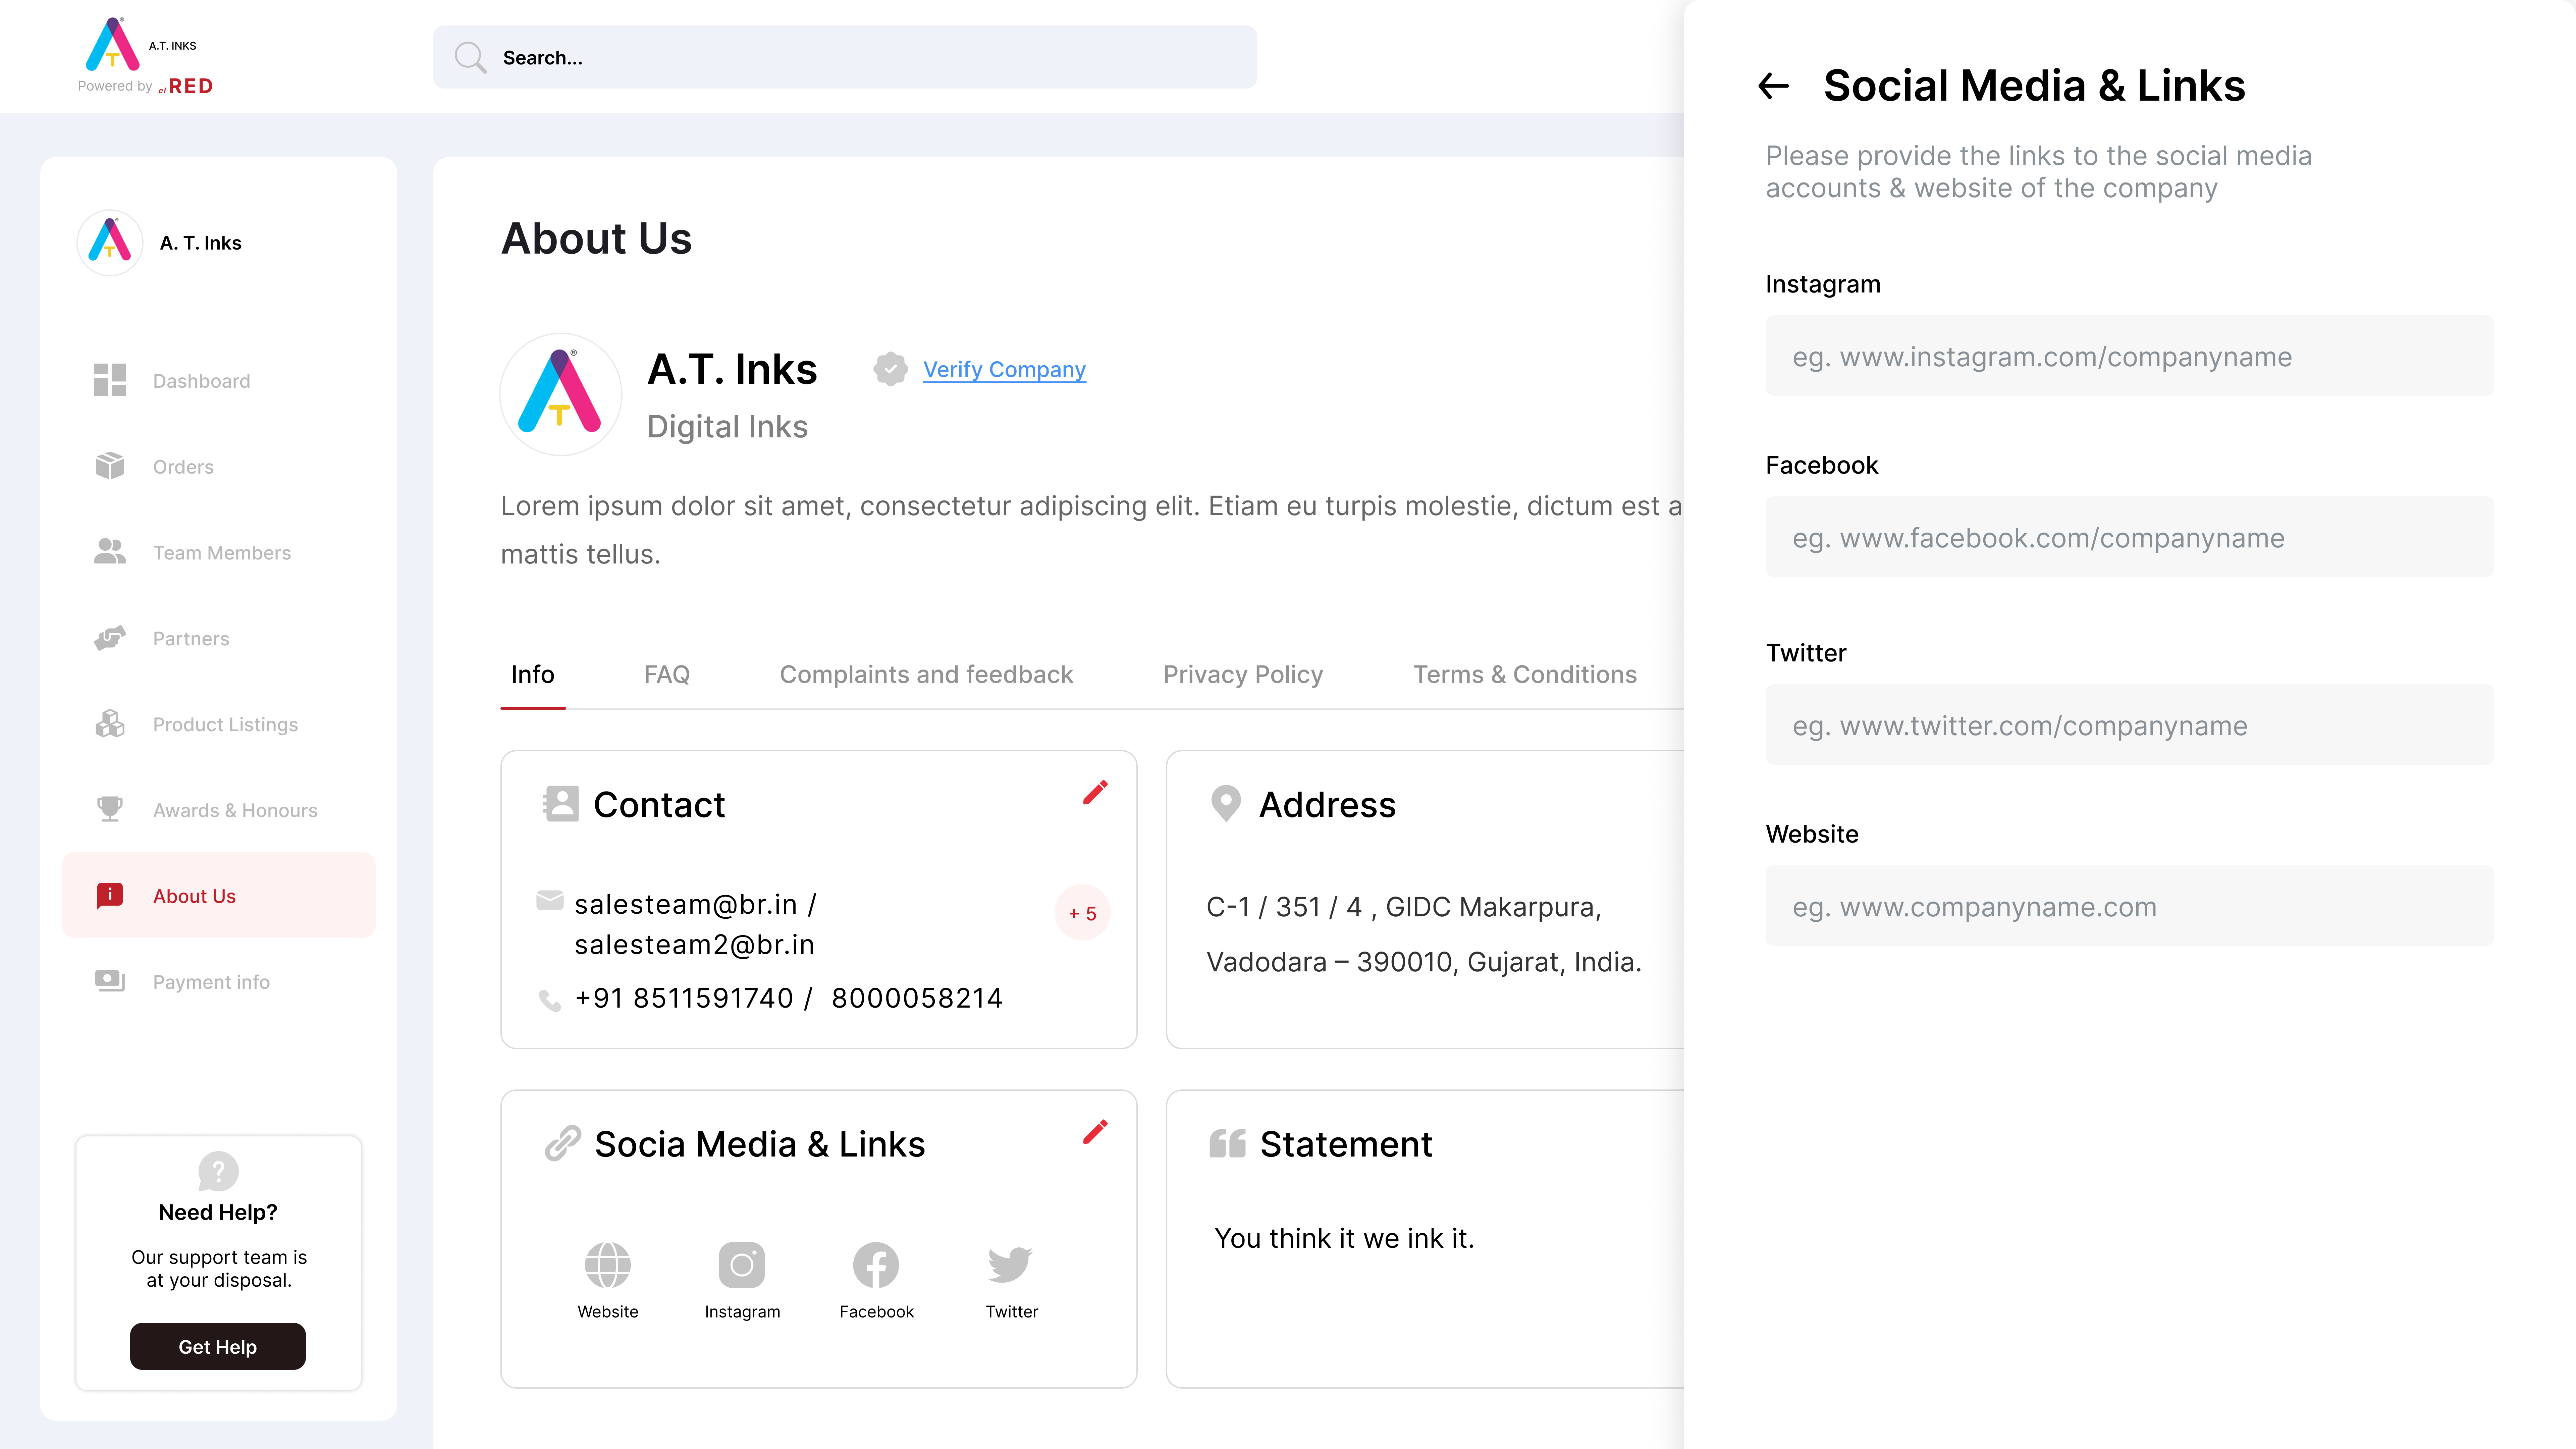 A.T. INKS
Powered by el RED
Search...
A. T. Inks
Dashboard
Orders
Team Members
Partners
Product Listings
Awards & Honours
About Us
Payment info
Need Help?
Our support team is
at your disposal.
Get Help
About Us
A.T. Inks
Verify Company
Digital Inks
Lorem ipsum dolor sit amet, consectetur adipiscing elit. Etiam eu turpis molestie, dictum est a
mattis tellus.
Info FAQ Complaints and feedback Privacy Policy Terms & Conditions
Contact
salesteam@br.in /
salesteam2@br.in
+ 5
+91 8511591740 / 8000058214
Address
C-1 / 351 / 4 , GIDC Makarpura,
Vadodara – 390010, Gujarat, India.
Socia Media & Links
Website Instagram Facebook Twitter
Statement
You think it we ink it.
Social Media & Links
Please provide the links to the social media
accounts & website of the company
Instagram
eg. www.instagram.com/companyname
Facebook
eg. www.facebook.com/companyname
Twitter
eg. www.twitter.com/companyname
Website
eg. www.companyname.com